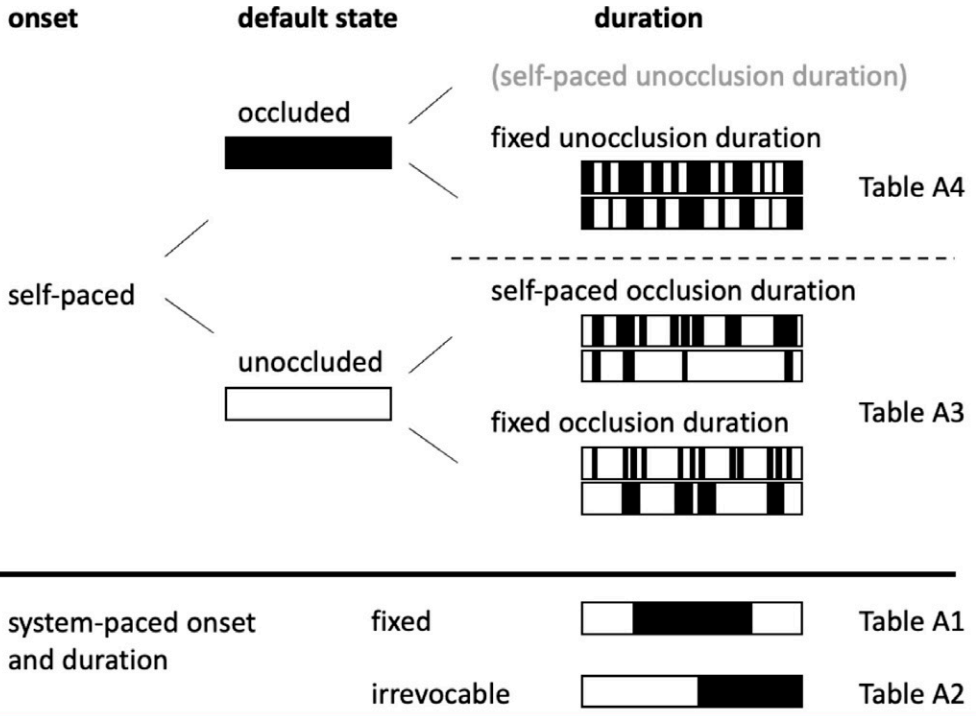 onset default state duration
(self-paced unocclusion duration)
occluded
fixed unocclusion duration
Table A4
self-paced
self-paced occlusion duration
unoccluded
Table A3
fixed occlusion duration
system-paced onset
and duration
fixed
Table A1
irrevocable
Table A2